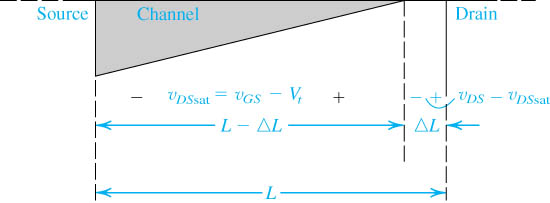 Source Channel Drain
− v_DSsat = v_GS − V_t + − + v_DS − v_DSsat
L − △L △L
L